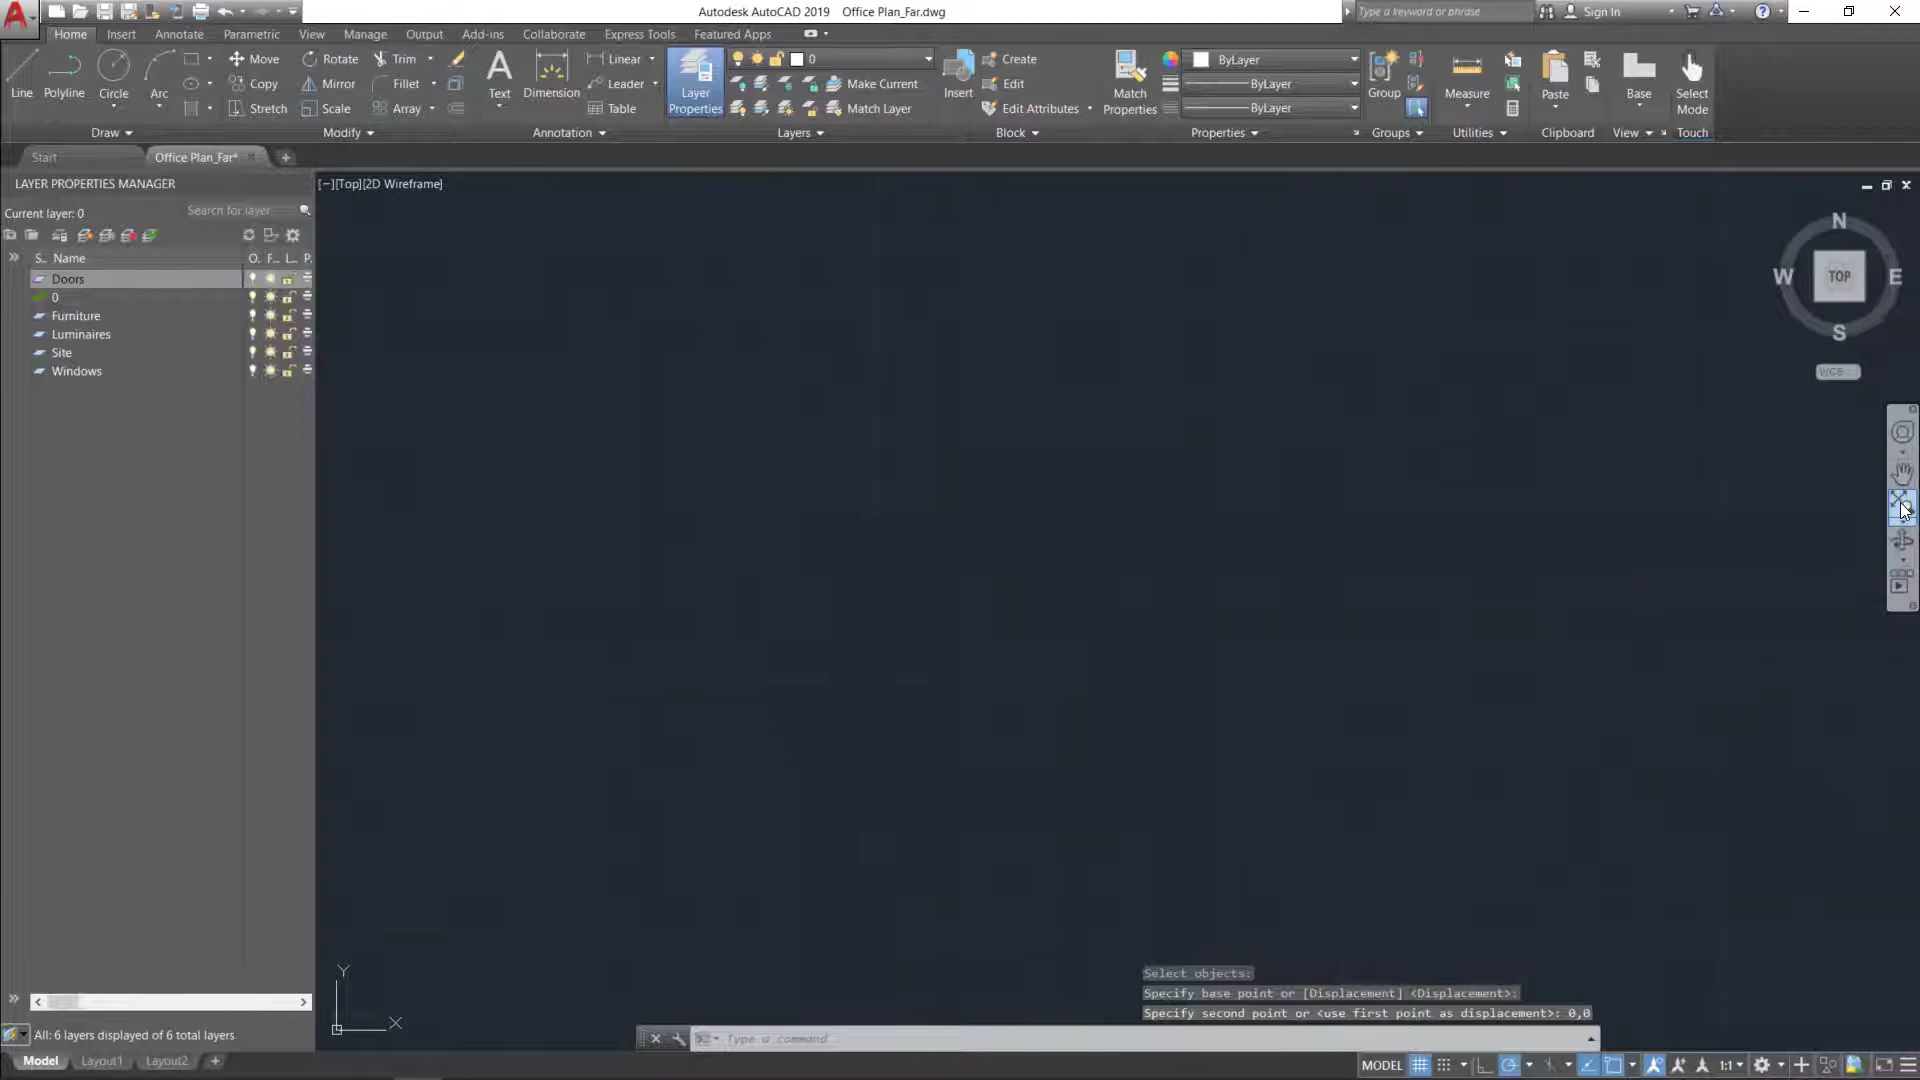 Autodesk AutoCAD 2019 Office Plan_Far.dwg
Type a keyword or phrase
Sign In
Home Insert Annotate Parametric View Manage Output Add-ins Collaborate Express Tools Featured Apps
Line
Polyline
Circle
Arc
Draw
Move
Copy
Stretch
Rotate
Mirror
Scale
Trim
Fillet
Array
Modify
Text
Dimension
Linear
Leader
Table
Annotation
Layer
Properties
0
Make Current
Match Layer
Layers
Insert
Create
Edit
Edit Attributes
Block
Match
Properties
ByLayer
ByLayer
ByLayer
Properties
Group
Groups
Measure
Utilities
Paste
Clipboard
Base
View
Select
Mode
Touch
Start
Office Plan_Far*
LAYER PROPERTIES MANAGER
Current layer: 0
Search for layer
S.. Name O. F... L... P.
Doors
0
Furniture
Luminaires
Site
Windows
All: 6 layers displayed of 6 total layers
[−][Top][2D Wireframe]
N
W
TOP
E
S
WCS
Y
X
Select objects:
Specify base point or [Displacement] <Displacement>:
Specify second point or <use first point as displacement>: 0,0
Type a command
Model
Layout1
Layout2
MODEL
1:1